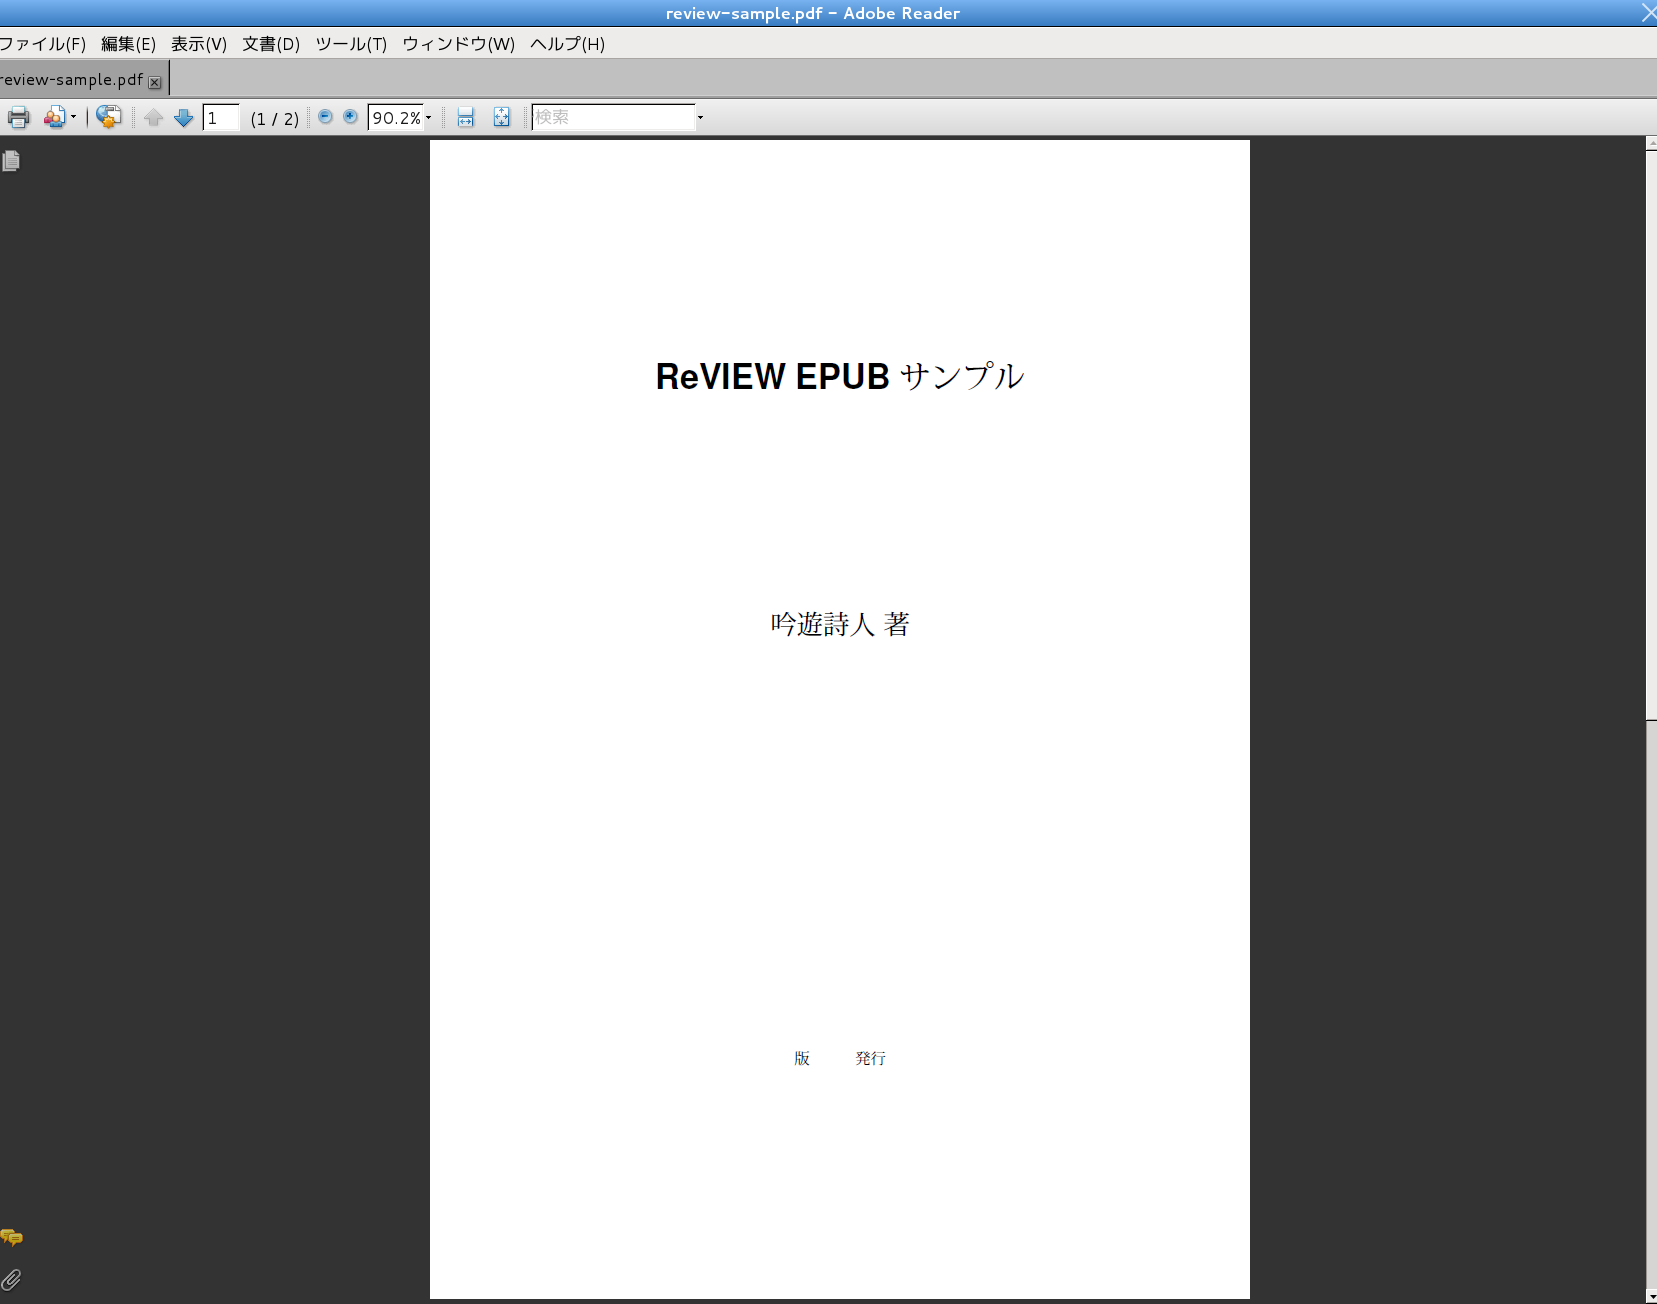 review-sample.pdf - Adobe Reader
ファイル(F) 編集(E) 表示(V) 文書(D) ツール(T) ウィンドウ(W) ヘルプ(H)
review-sample.pdf
1 (1 / 2) 90.2% 検索
ReVIEW EPUB サンプル
吟遊詩人 著
版 発行